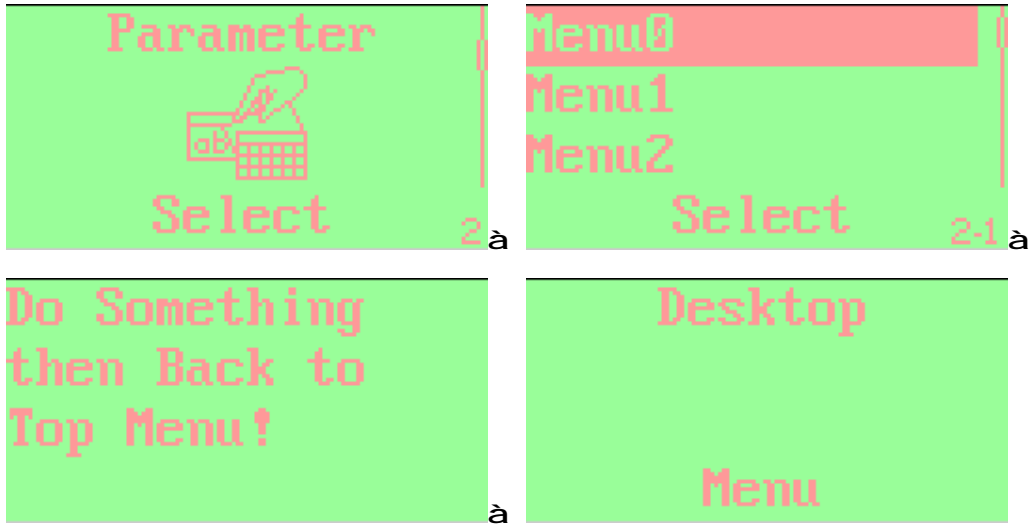 Parameter
ab
Select
2
à
Menu0
Menu1
Menu2
Select
2-1
à
Do Something
then Back to
Top Menu!
à
Desktop
Menu